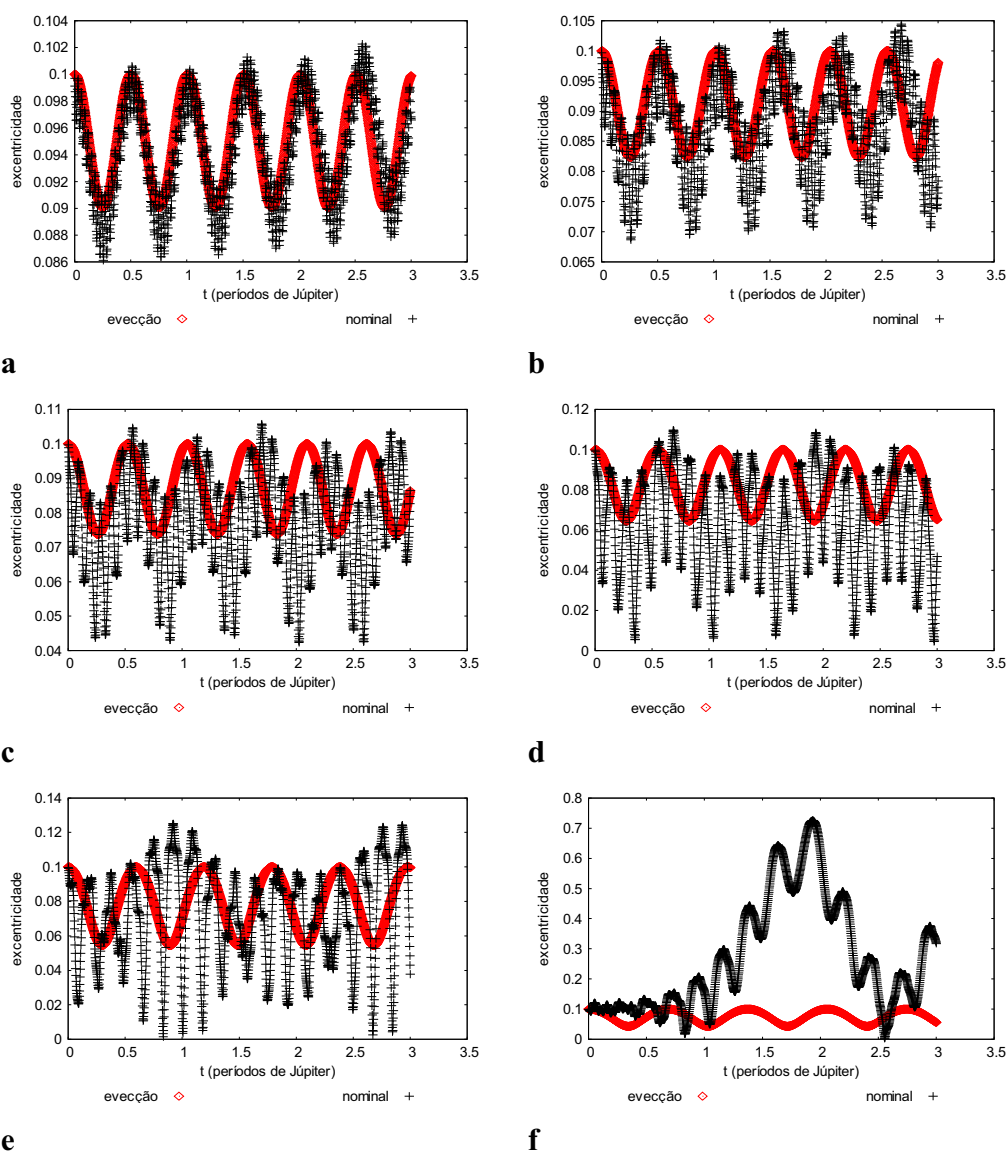 0.104
0.102
0.1
0.098
0.096
0.094
0.092
0.09
0.088
0.086
excentricidade
0 0.5 1 1.5 2 2.5 3 3.5
t (períodos de Júpiter)
evecção nominal
a
0.105
0.1
0.095
0.09
0.085
0.08
0.075
0.07
0.065
excentricidade
0 0.5 1 1.5 2 2.5 3 3.5
t (períodos de Júpiter)
evecção nominal
b
0.11
0.1
0.09
0.08
0.07
0.06
0.05
0.04
excentricidade
0 0.5 1 1.5 2 2.5 3 3.5
t (períodos de Júpiter)
evecção nominal
c
0.12
0.1
0.08
0.06
0.04
0.02
0
excentricidade
0 0.5 1 1.5 2 2.5 3 3.5
t (períodos de Júpiter)
evecção nominal
d
0.14
0.12
0.1
0.08
0.06
0.04
0.02
0
excentricidade
0 0.5 1 1.5 2 2.5 3 3.5
t (períodos de Júpiter)
evecção nominal
e
0.8
0.7
0.6
0.5
0.4
0.3
0.2
0.1
0
excentricidade
0 0.5 1 1.5 2 2.5 3 3.5
t (períodos de Júpiter)
evecção nominal
f